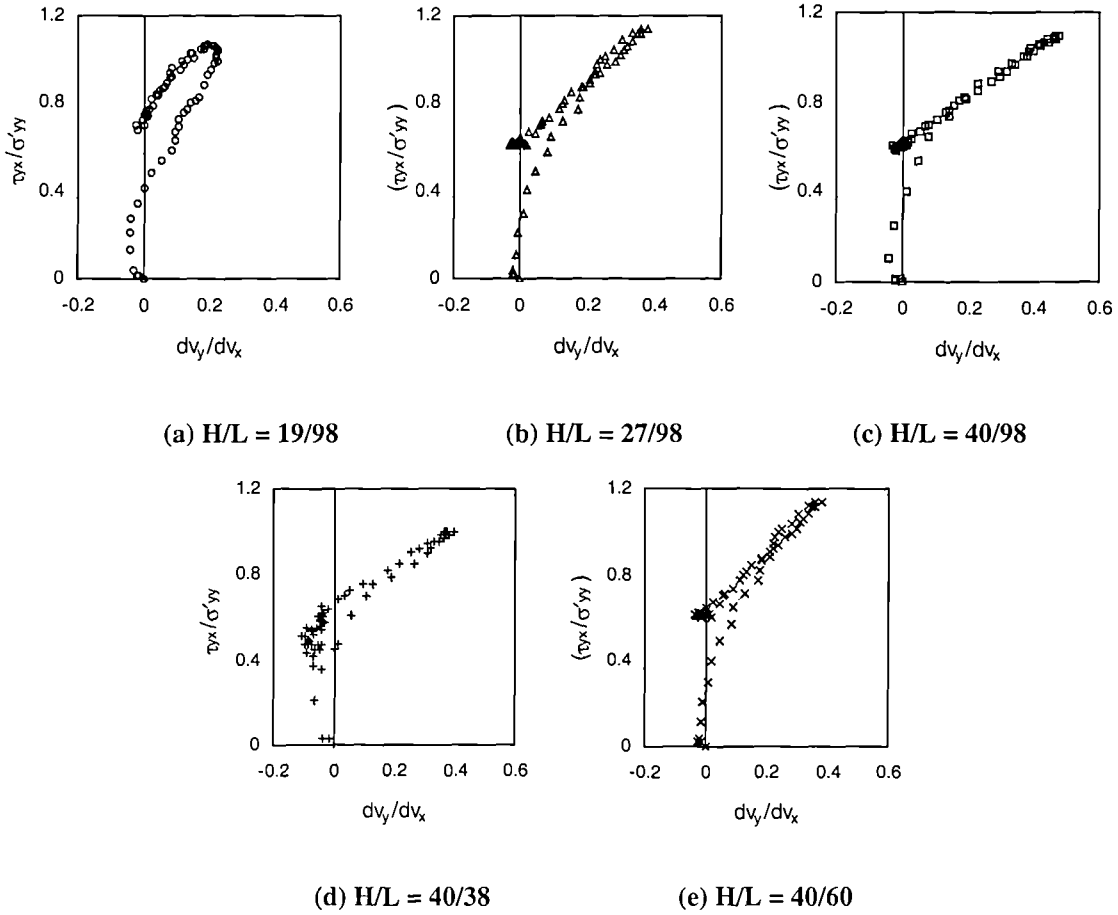 1.2
0.8
0.4
0
τyx/σ'yy
-0.2 0 0.2 0.4 0.6
dvy/dvx
(a) H/L = 19/98
1.2
0.8
0.4
0
(τyx/σ'yy)
-0.2 0 0.2 0.4 0.6
dvy/dvx
(b) H/L = 27/98
1.2
0.8
0.4
0
(τyx/σ'yy)
-0.2 0 0.2 0.4 0.6
dvy/dvx
(c) H/L = 40/98
1.2
0.8
0.4
0
τyx/σ'yy
-0.2 0 0.2 0.4 0.6
dvy/dvx
(d) H/L = 40/38
1.2
0.8
0.4
0
(τyx/σ'yy)
-0.2 0 0.2 0.4 0.6
dvy/dvx
(e) H/L = 40/60